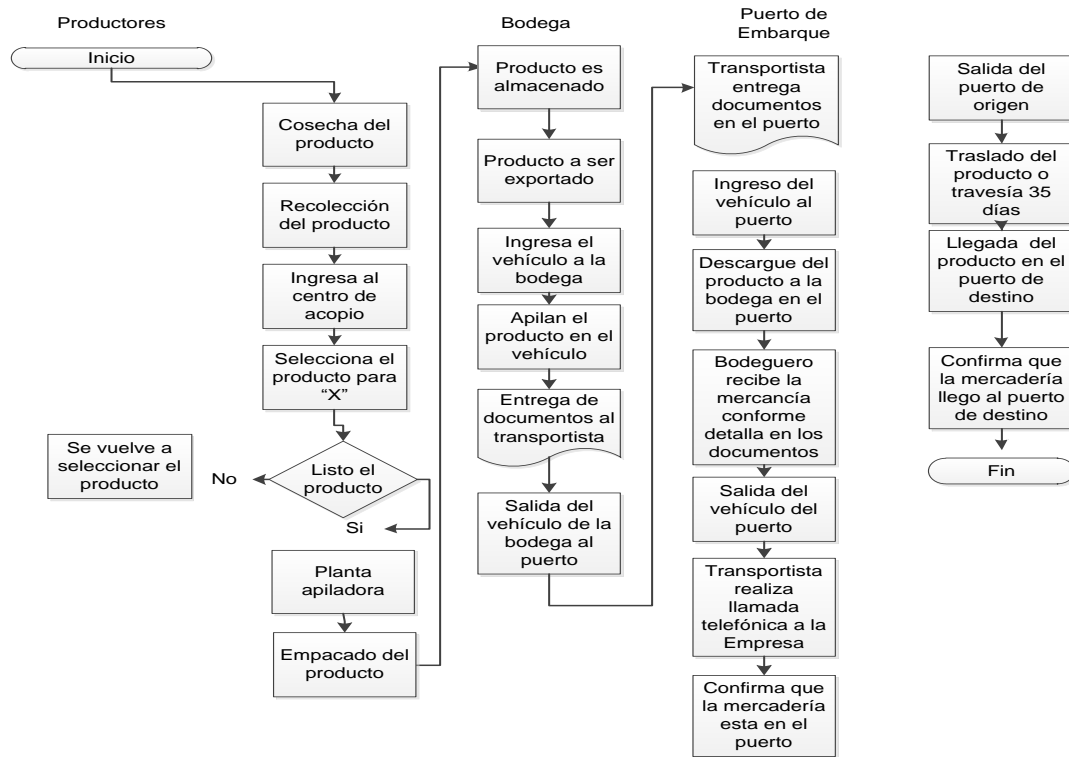 Productores
Inicio
Cosecha del
producto
Recolección
del producto
Ingresa al
centro de
acopio
Selecciona el
producto para
“X”
Listo el
producto
No
Se vuelve a
seleccionar el
producto
Si
Planta
apiladora
Empacado del
producto
Bodega
Producto es
almacenado
Producto a ser
exportado
Ingresa el
vehículo a la
bodega
Apilan el
producto en el
vehículo
Entrega de
documentos al
transportista
Salida del
vehículo de la
bodega al
puerto
Puerto de
Embarque
Transportista
entrega
documentos
en el puerto
Ingreso del
vehículo al
puerto
Descargue del
producto a la
bodega en el
puerto
Bodeguero
recibe la
mercancía
conforme
detalla en los
documentos
Salida del
vehículo del
puerto
Transportista
realiza
llamada
telefónica a la
Empresa
Confirma que
la mercadería
esta en el
puerto
Salida del
puerto de
origen
Traslado del
producto o
travesía 35
días
Llegada del
producto en el
puerto de
destino
Confirma que
la mercadería
llego al puerto
de destino
Fin